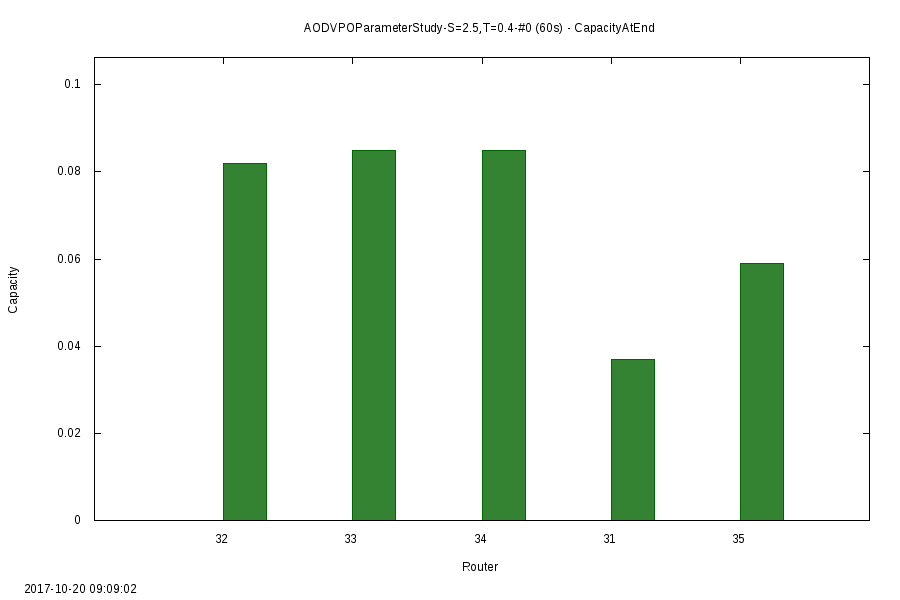 AODVPOParameterStudy-S=2.5,T=0.4-#0 (60s) - CapacityAtEnd
0.1
0.08
0.06
0.04
0.02
0
Capacity
32 33 34 31 35
Router
2017-10-20 09:09:02